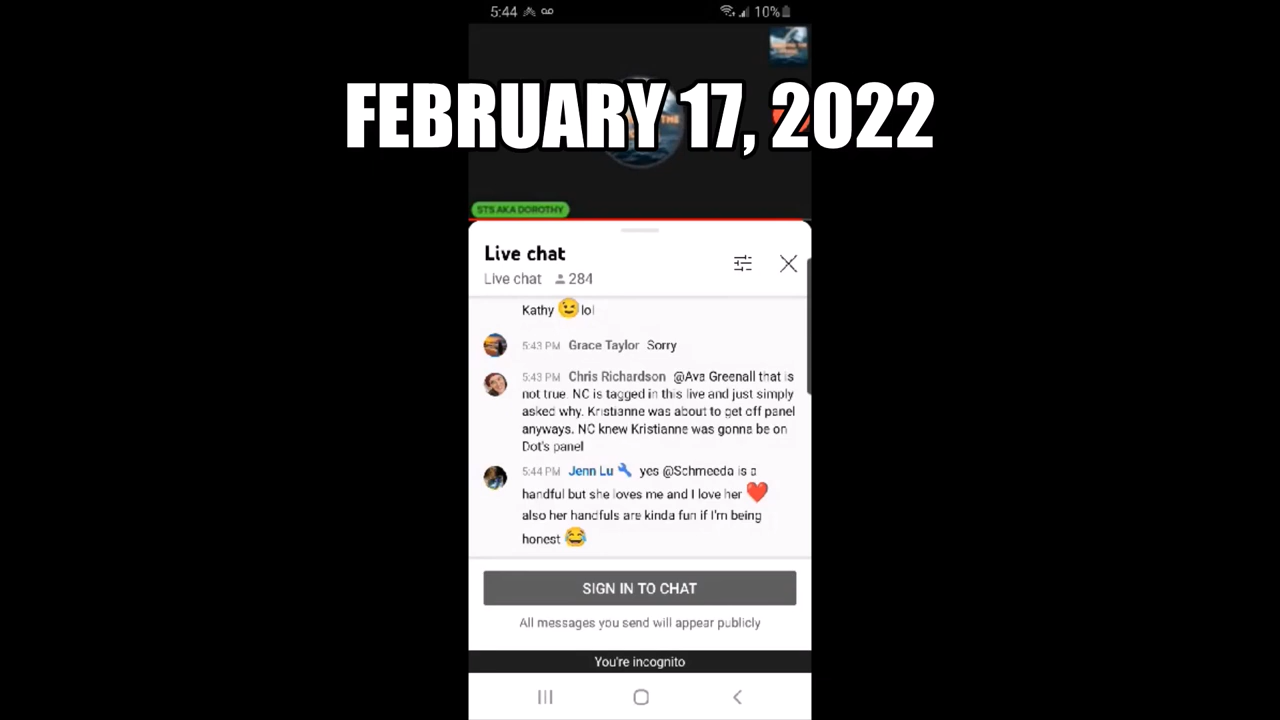 5:44 10%
FEBRUARY 17, 2022
STS AKA DOROTHY
Live chat
Live chat 284
Kathy 😉 lol
5:43 PM Grace Taylor Sorry
5:43 PM Chris Richardson @Ava Greenall that is
not true. NC is tagged in this live and just simply
asked why. Kristianne was about to get off panel
anyways. NC knew Kristianne was gonna be on
Dot's panel
5:44 PM Jenn Lu 🔧 yes @Schmeeda is a
handful but she loves me and I love her ❤️
also her handfuls are kinda fun if I'm being
honest 😂
SIGN IN TO CHAT
All messages you send will appear publicly
You're incognito